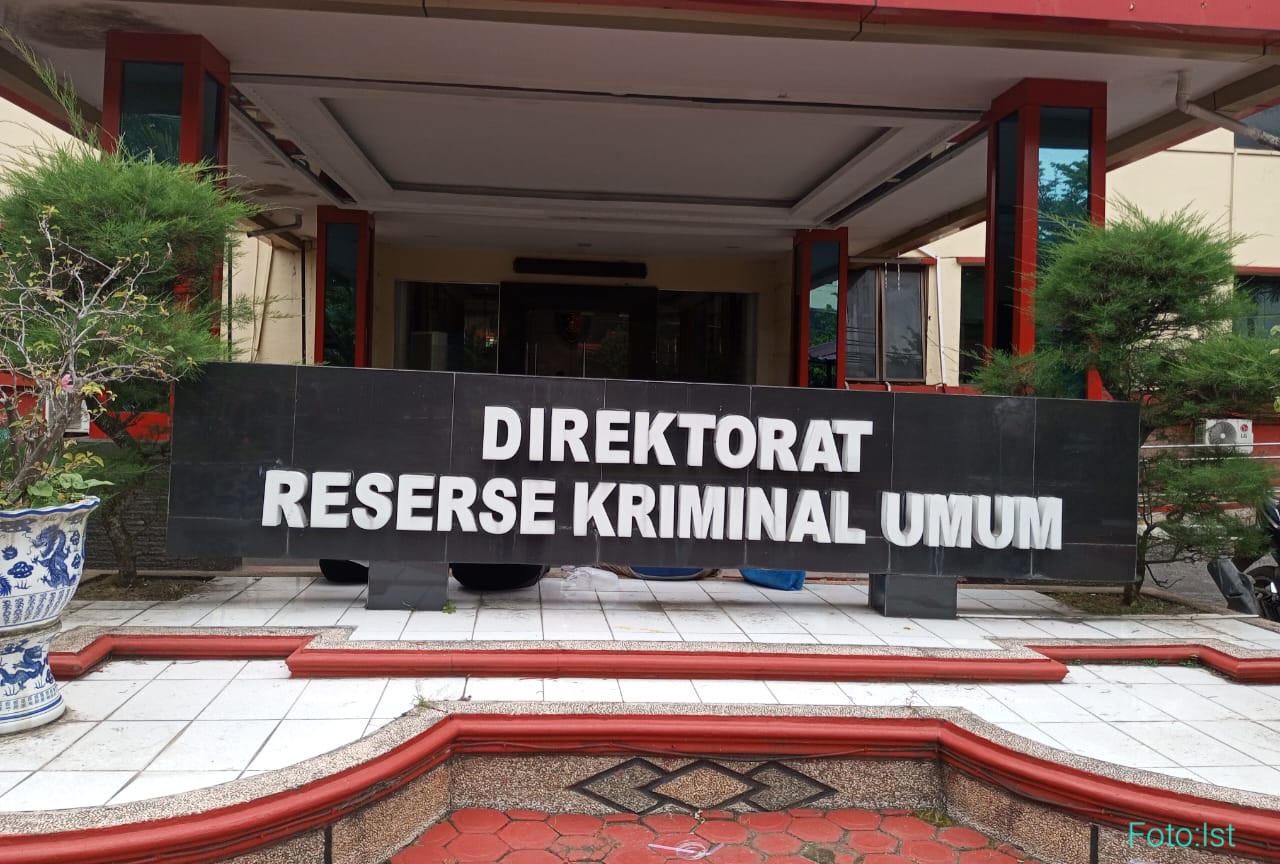 DIREKTORAT
RESERSE KRIMINAL UMUM
LG
Foto:Ist